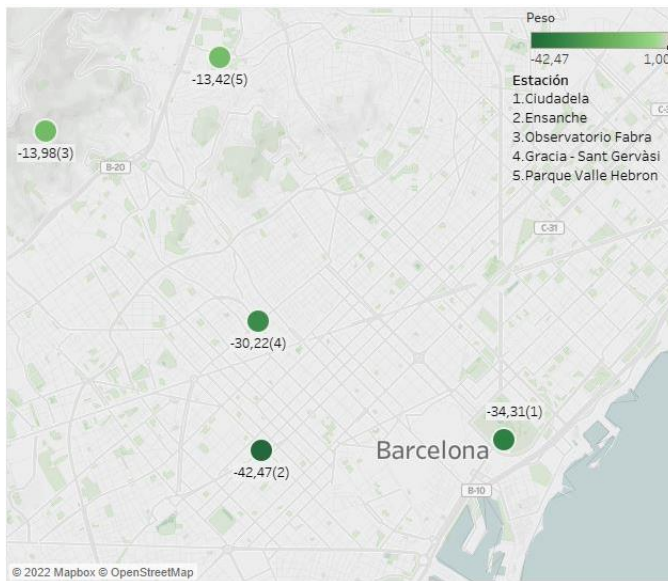 Peso
-42,47 1,00
Estación
1.Ciudadela
2.Ensanche
3.Observatorio Fabra
4.Gracia - Sant Gervàsi
5.Parque Valle Hebron
-13,42(5)
-13,98(3)
B-20
C-31
-30,22(4)
-34,31(1)
Barcelona
-42,47(2)
B-10
© 2022 Mapbox © OpenStreetMap